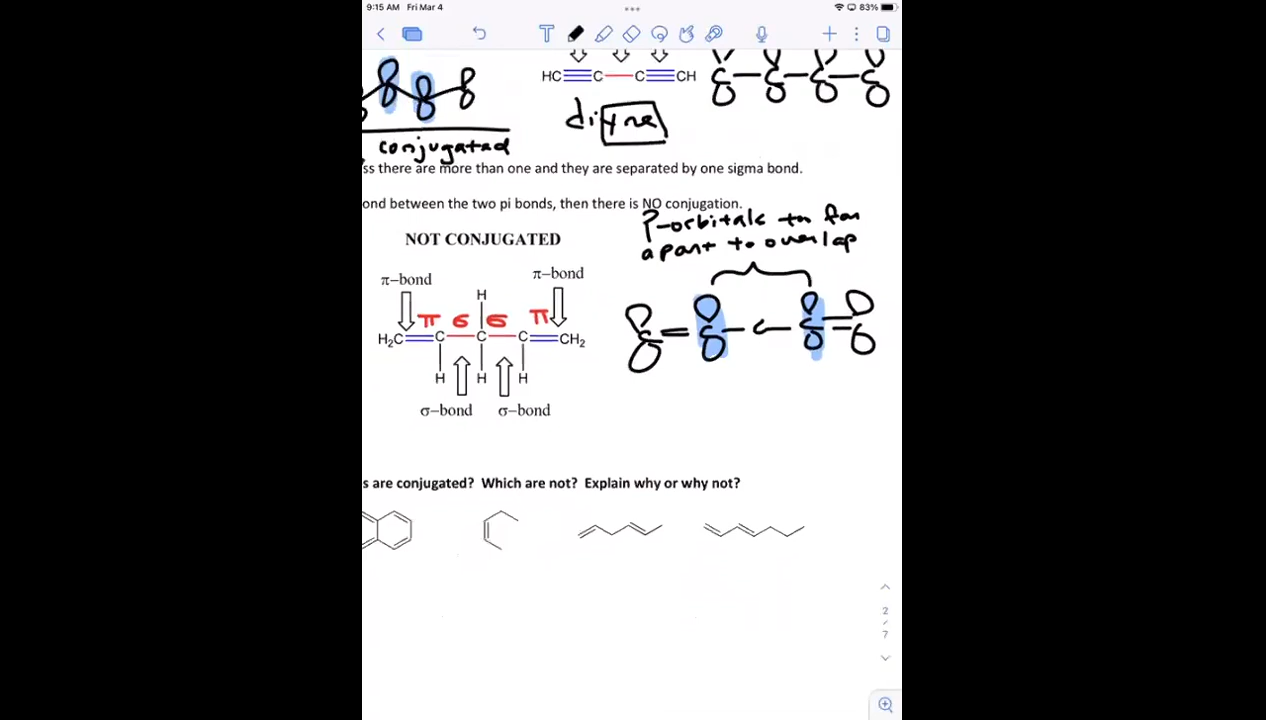 9:15 AM Fri Mar 4
83%
HC C C CH
diyne
conjugated
ss there are more than one and they are separated by one sigma bond.
ond between the two pi bonds, then there is NO conjugation.
P-orbitals to far
apart to overlap
NOT CONJUGATED
π−bond
π−bond
H
π σ σ π
H₂C C C C CH₂
C C C C C
H H H
σ−bond σ−bond
s are conjugated? Which are not? Explain why or why not?
2
/
7